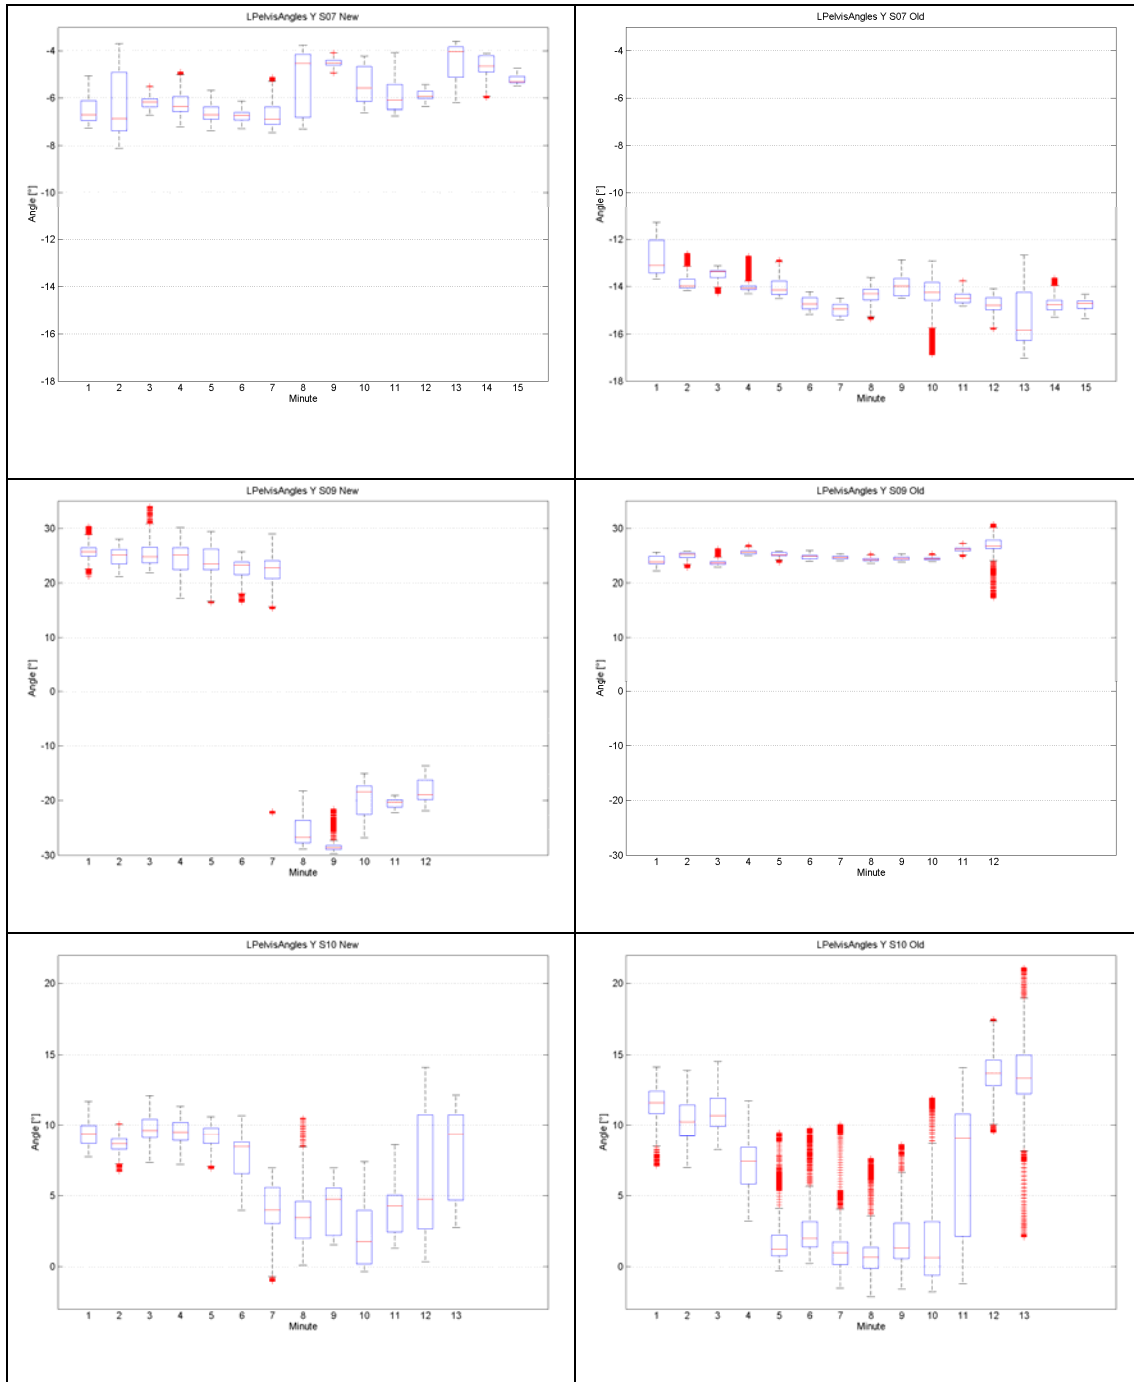 LPelvisAngles Y S07 New
-4
-6
-8
-10
-12
-14
-16
-18
Angle [°]
1 2 3 4 5 6 7 8 9 10 11 12 13 14 15
Minute
LPelvisAngles Y S07 Old
-4
-6
-8
-10
-12
-14
-16
-18
Angle [°]
1 2 3 4 5 6 7 8 9 10 11 12 13 14 15
Minute
LPelvisAngles Y S09 New
30
20
10
0
-10
-20
-30
Angle [°]
1 2 3 4 5 6 7 8 9 10 11 12
Minute
LPelvisAngles Y S09 Old
30
20
10
0
-10
-20
-30
Angle [°]
1 2 3 4 5 6 7 8 9 10 11 12
Minute
LPelvisAngles Y S10 New
20
15
10
5
0
Angle [°]
1 2 3 4 5 6 7 8 9 10 11 12 13
Minute
LPelvisAngles Y S10 Old
20
15
10
5
0
Angle [°]
1 2 3 4 5 6 7 8 9 10 11 12 13
Minute